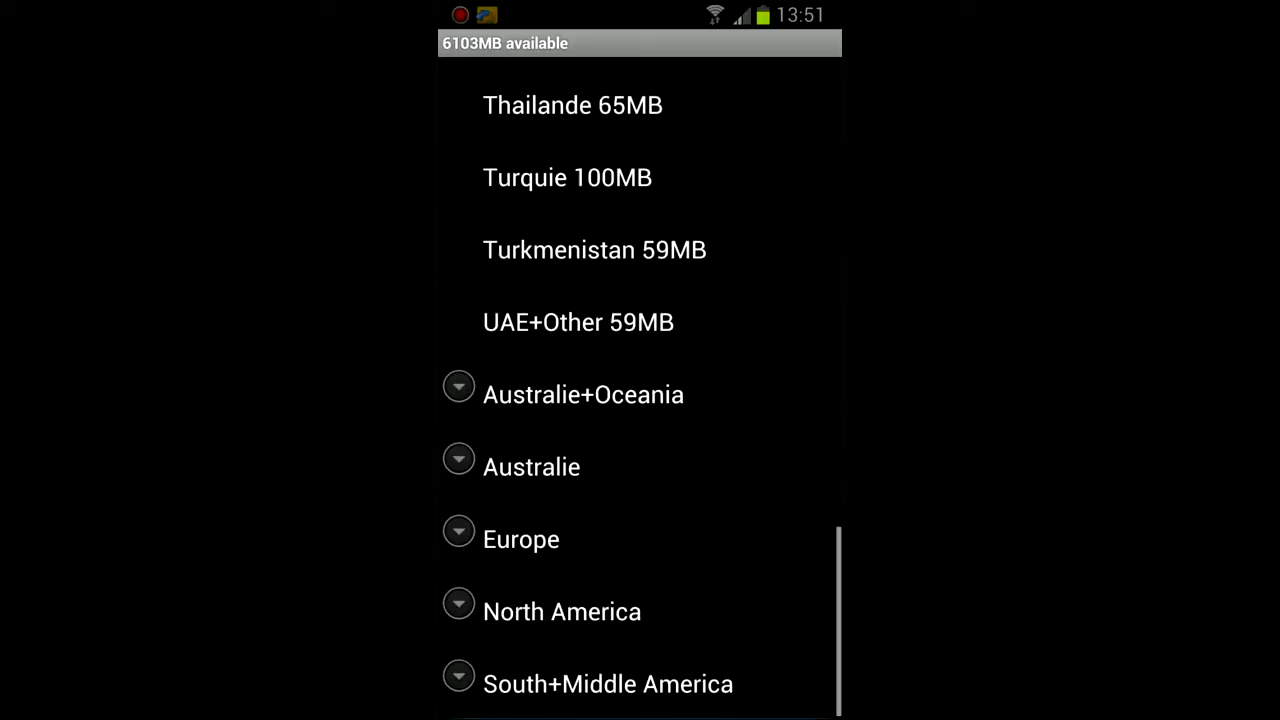 13:51
6103MB available
Thailande 65MB
Turquie 100MB
Turkmenistan 59MB
UAE+Other 59MB
Australie+Oceania
Australie
Europe
North America
South+Middle America